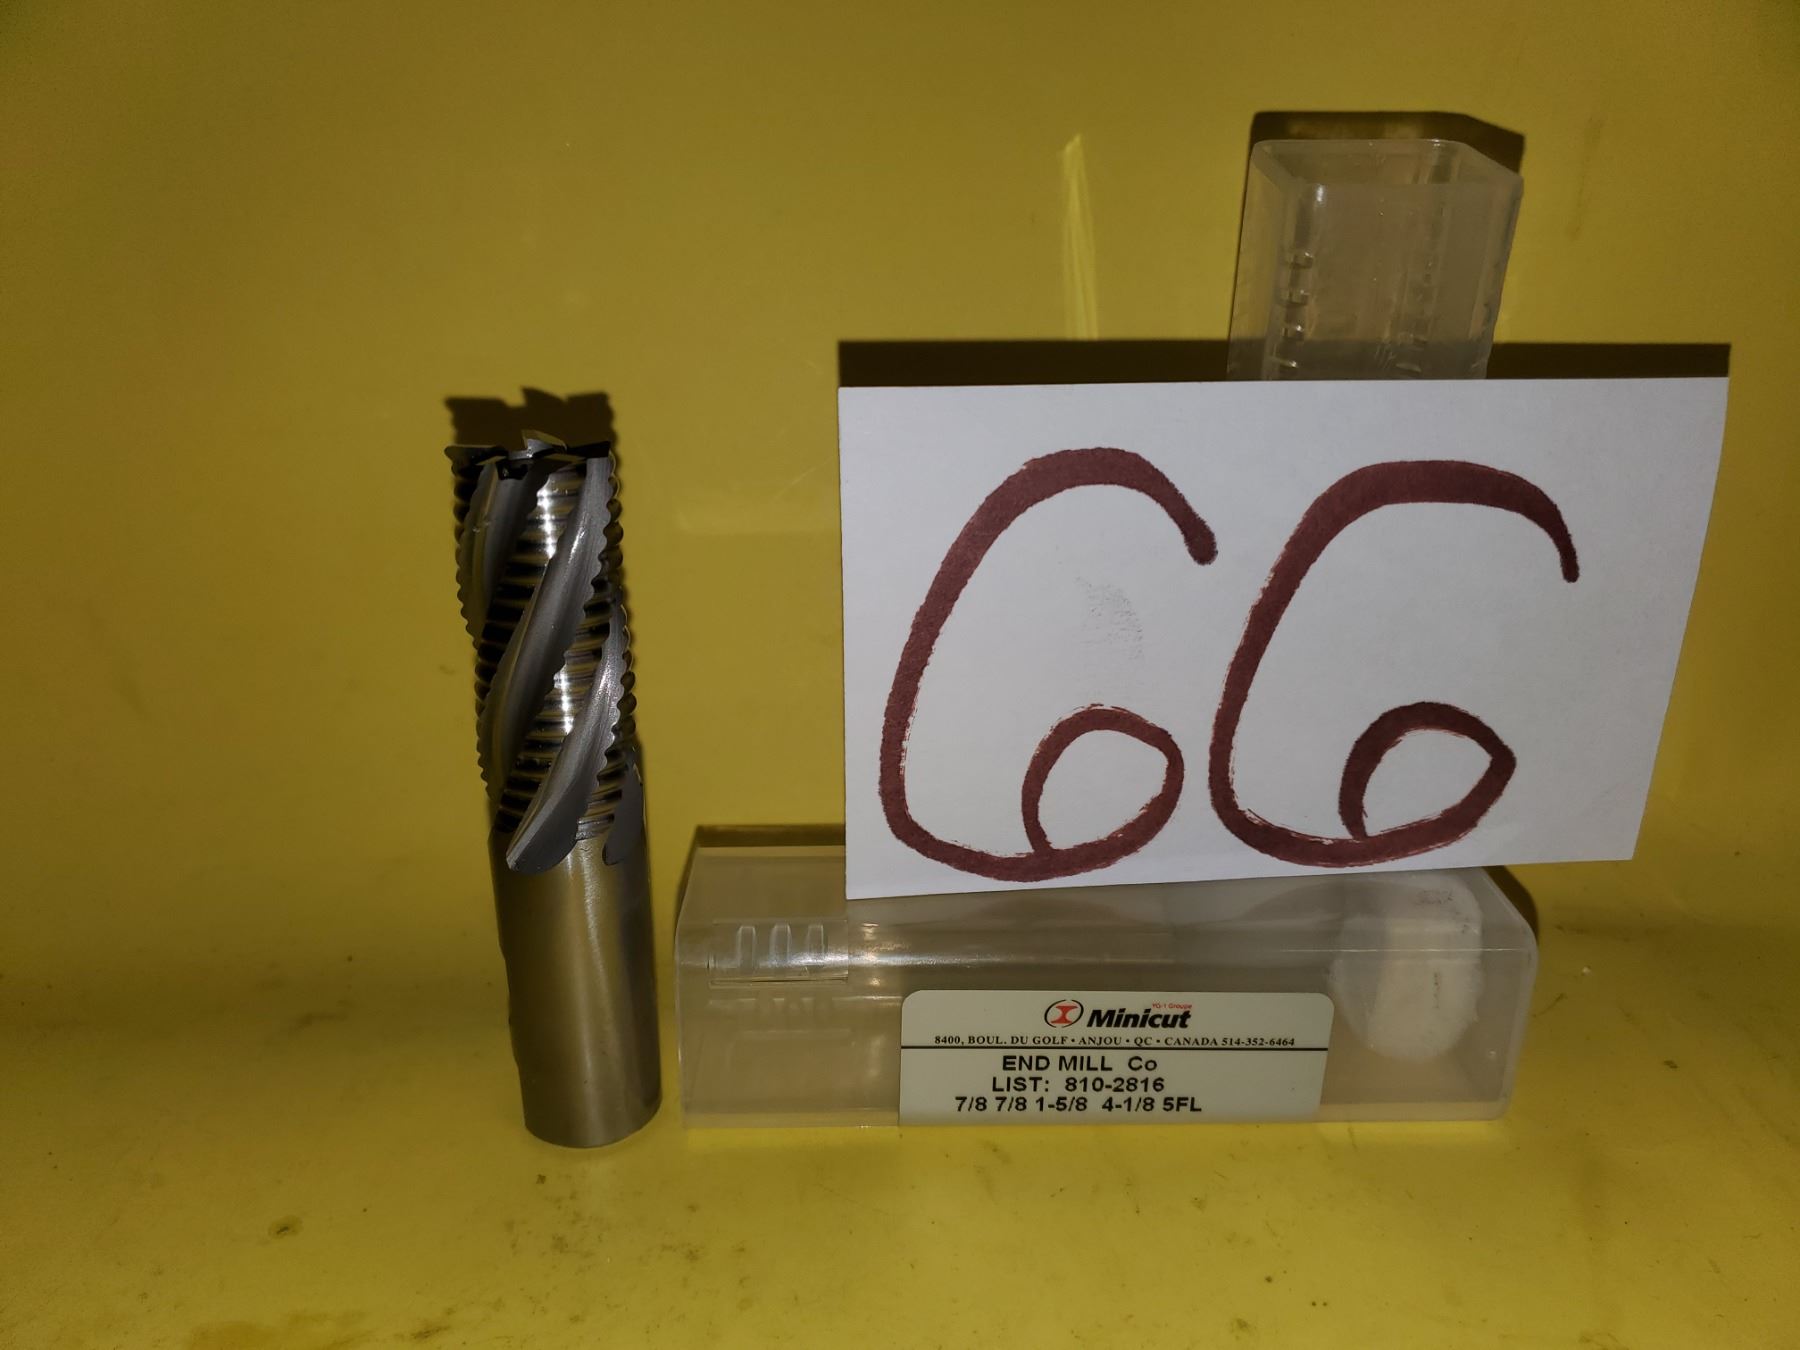 66
YG-1 Groupe
Minicut
8400, BOUL. DU GOLF • ANJOU • QC • CANADA 514-352-6464
END MILL Co
LIST: 810-2816
7/8 7/8 1-5/8 4-1/8 5FL